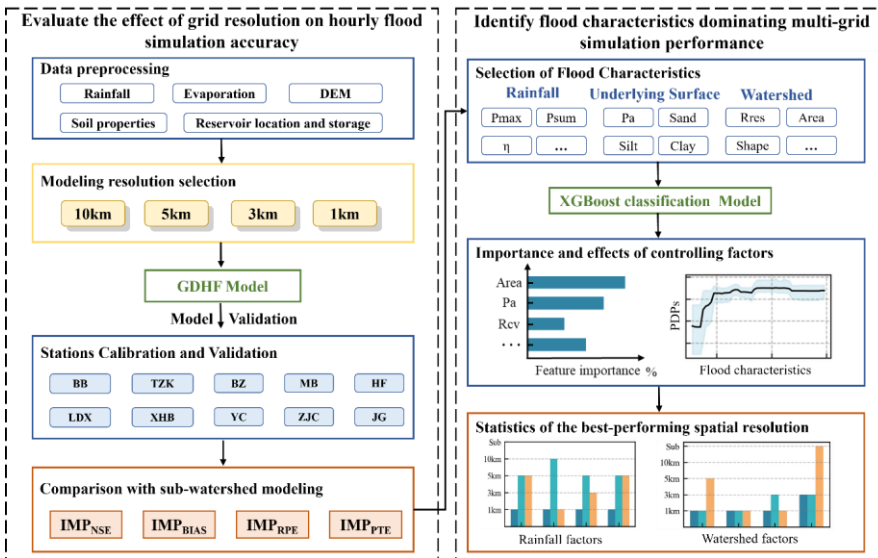 Evaluate the effect of grid resolution on hourly flood
simulation accuracy
Data preprocessing
Rainfall
Evaporation
DEM
Soil properties
Reservoir location and storage
Modeling resolution selection
10km
5km
3km
1km
GDHF Model
Model Validation
Stations Calibration and Validation
BB
TZK
BZ
MB
HF
LDX
XHB
YC
ZJC
JG
Comparison with sub-watershed modeling
IMP_NSE
IMP_BIAS
IMP_RPE
IMP_PTE
Identify flood characteristics dominating multi-grid
simulation performance
Selection of Flood Characteristics
Rainfall
Underlying Surface
Watershed
Pmax
Psum
Pa
Sand
Rres
Area
η
...
Silt
Clay
Shape
...
XGBoost classification Model
Importance and effects of controlling factors
Area
Pa
Rcv
...
Feature importance %
PDPs
Flood characteristics
Statistics of the best-performing spatial resolution
Sub
10km
5km
3km
1km
Rainfall factors
Sub
10km
5km
3km
1km
Watershed factors